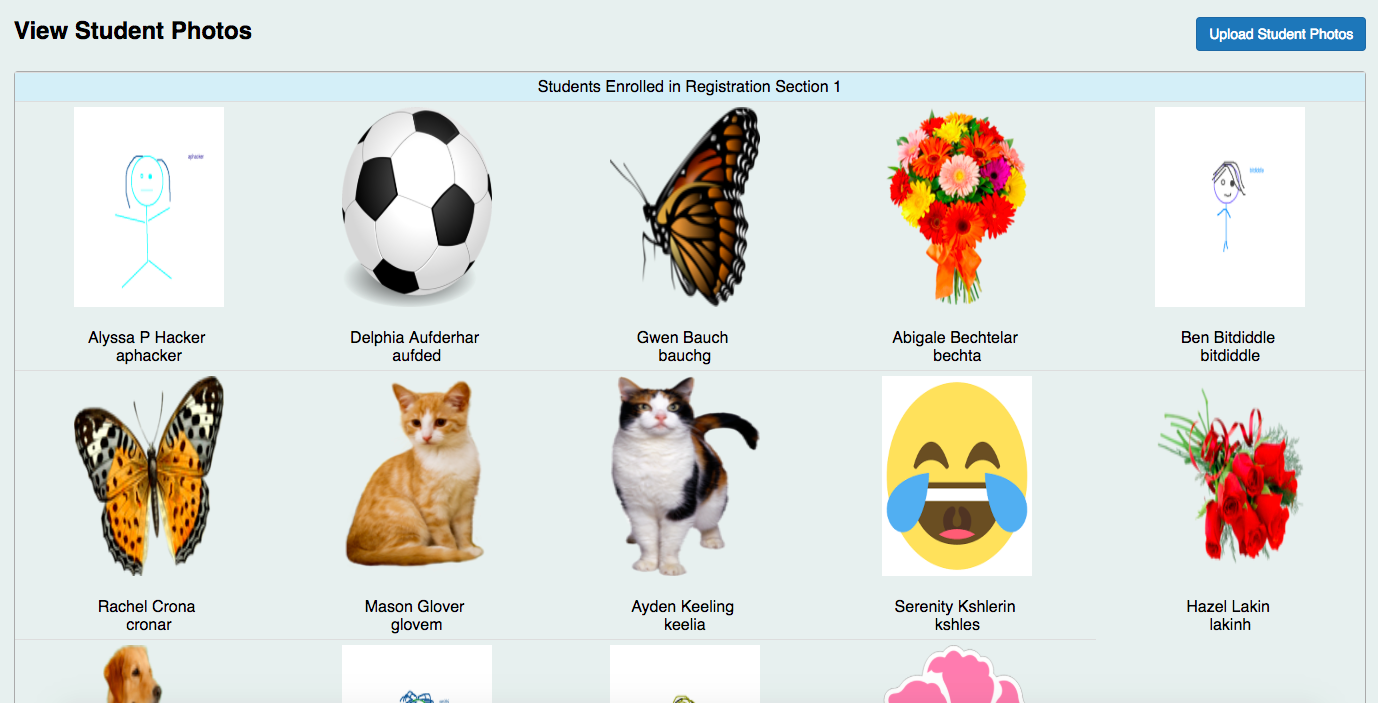 View Student Photos
Upload Student Photos
Students Enrolled in Registration Section 1
aphacker
Alyssa P Hacker
aphacker
Delphia Aufderhar
aufded
Gwen Bauch
bauchg
Abigale Bechtelar
bechta
Ben Bitdiddle
bitdiddle
Rachel Crona
cronar
Mason Glover
glovem
Ayden Keeling
keelia
Serenity Kshlerin
kshles
Hazel Lakin
lakinh